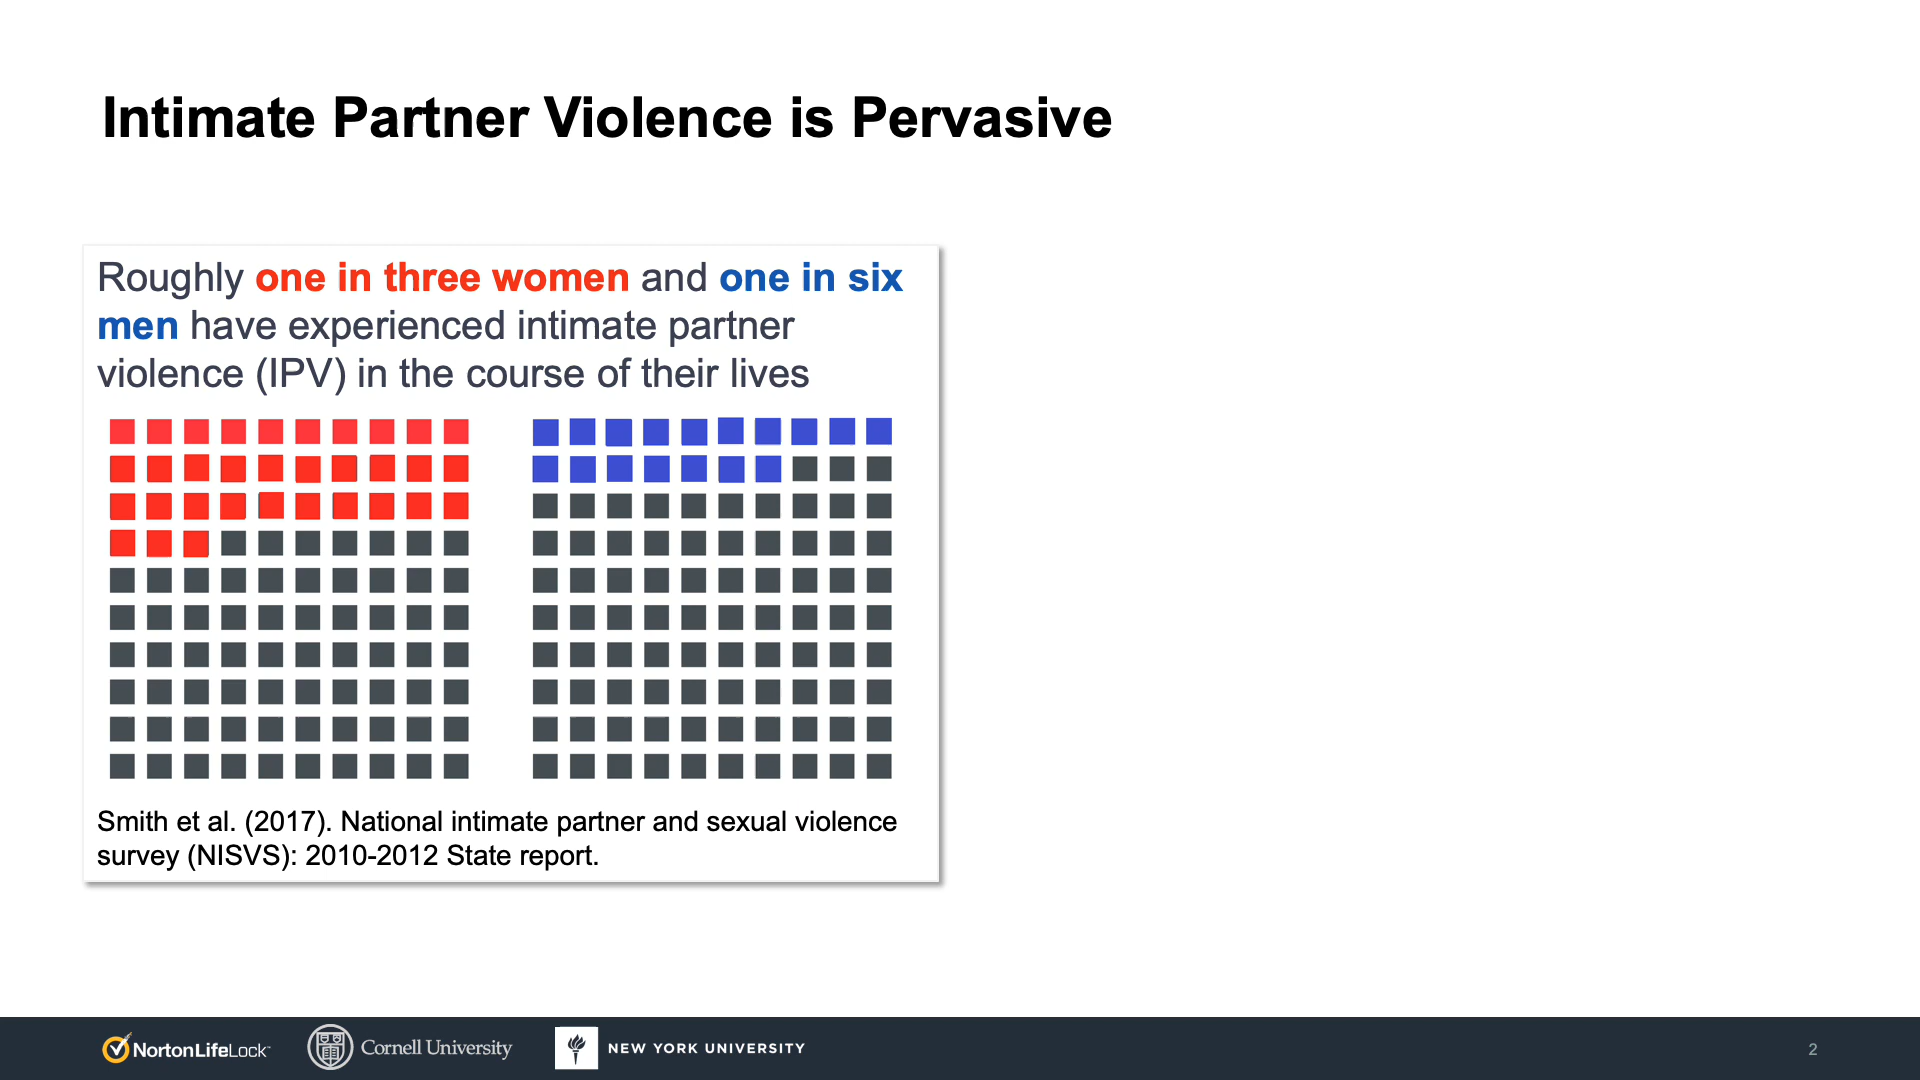 Intimate Partner Violence is Pervasive
Roughly one in three women and one in six
men have experienced intimate partner
violence (IPV) in the course of their lives
Smith et al. (2017). National intimate partner and sexual violence
survey (NISVS): 2010-2012 State report.
NortonLifeLock™
Cornell University
NEW YORK UNIVERSITY
2